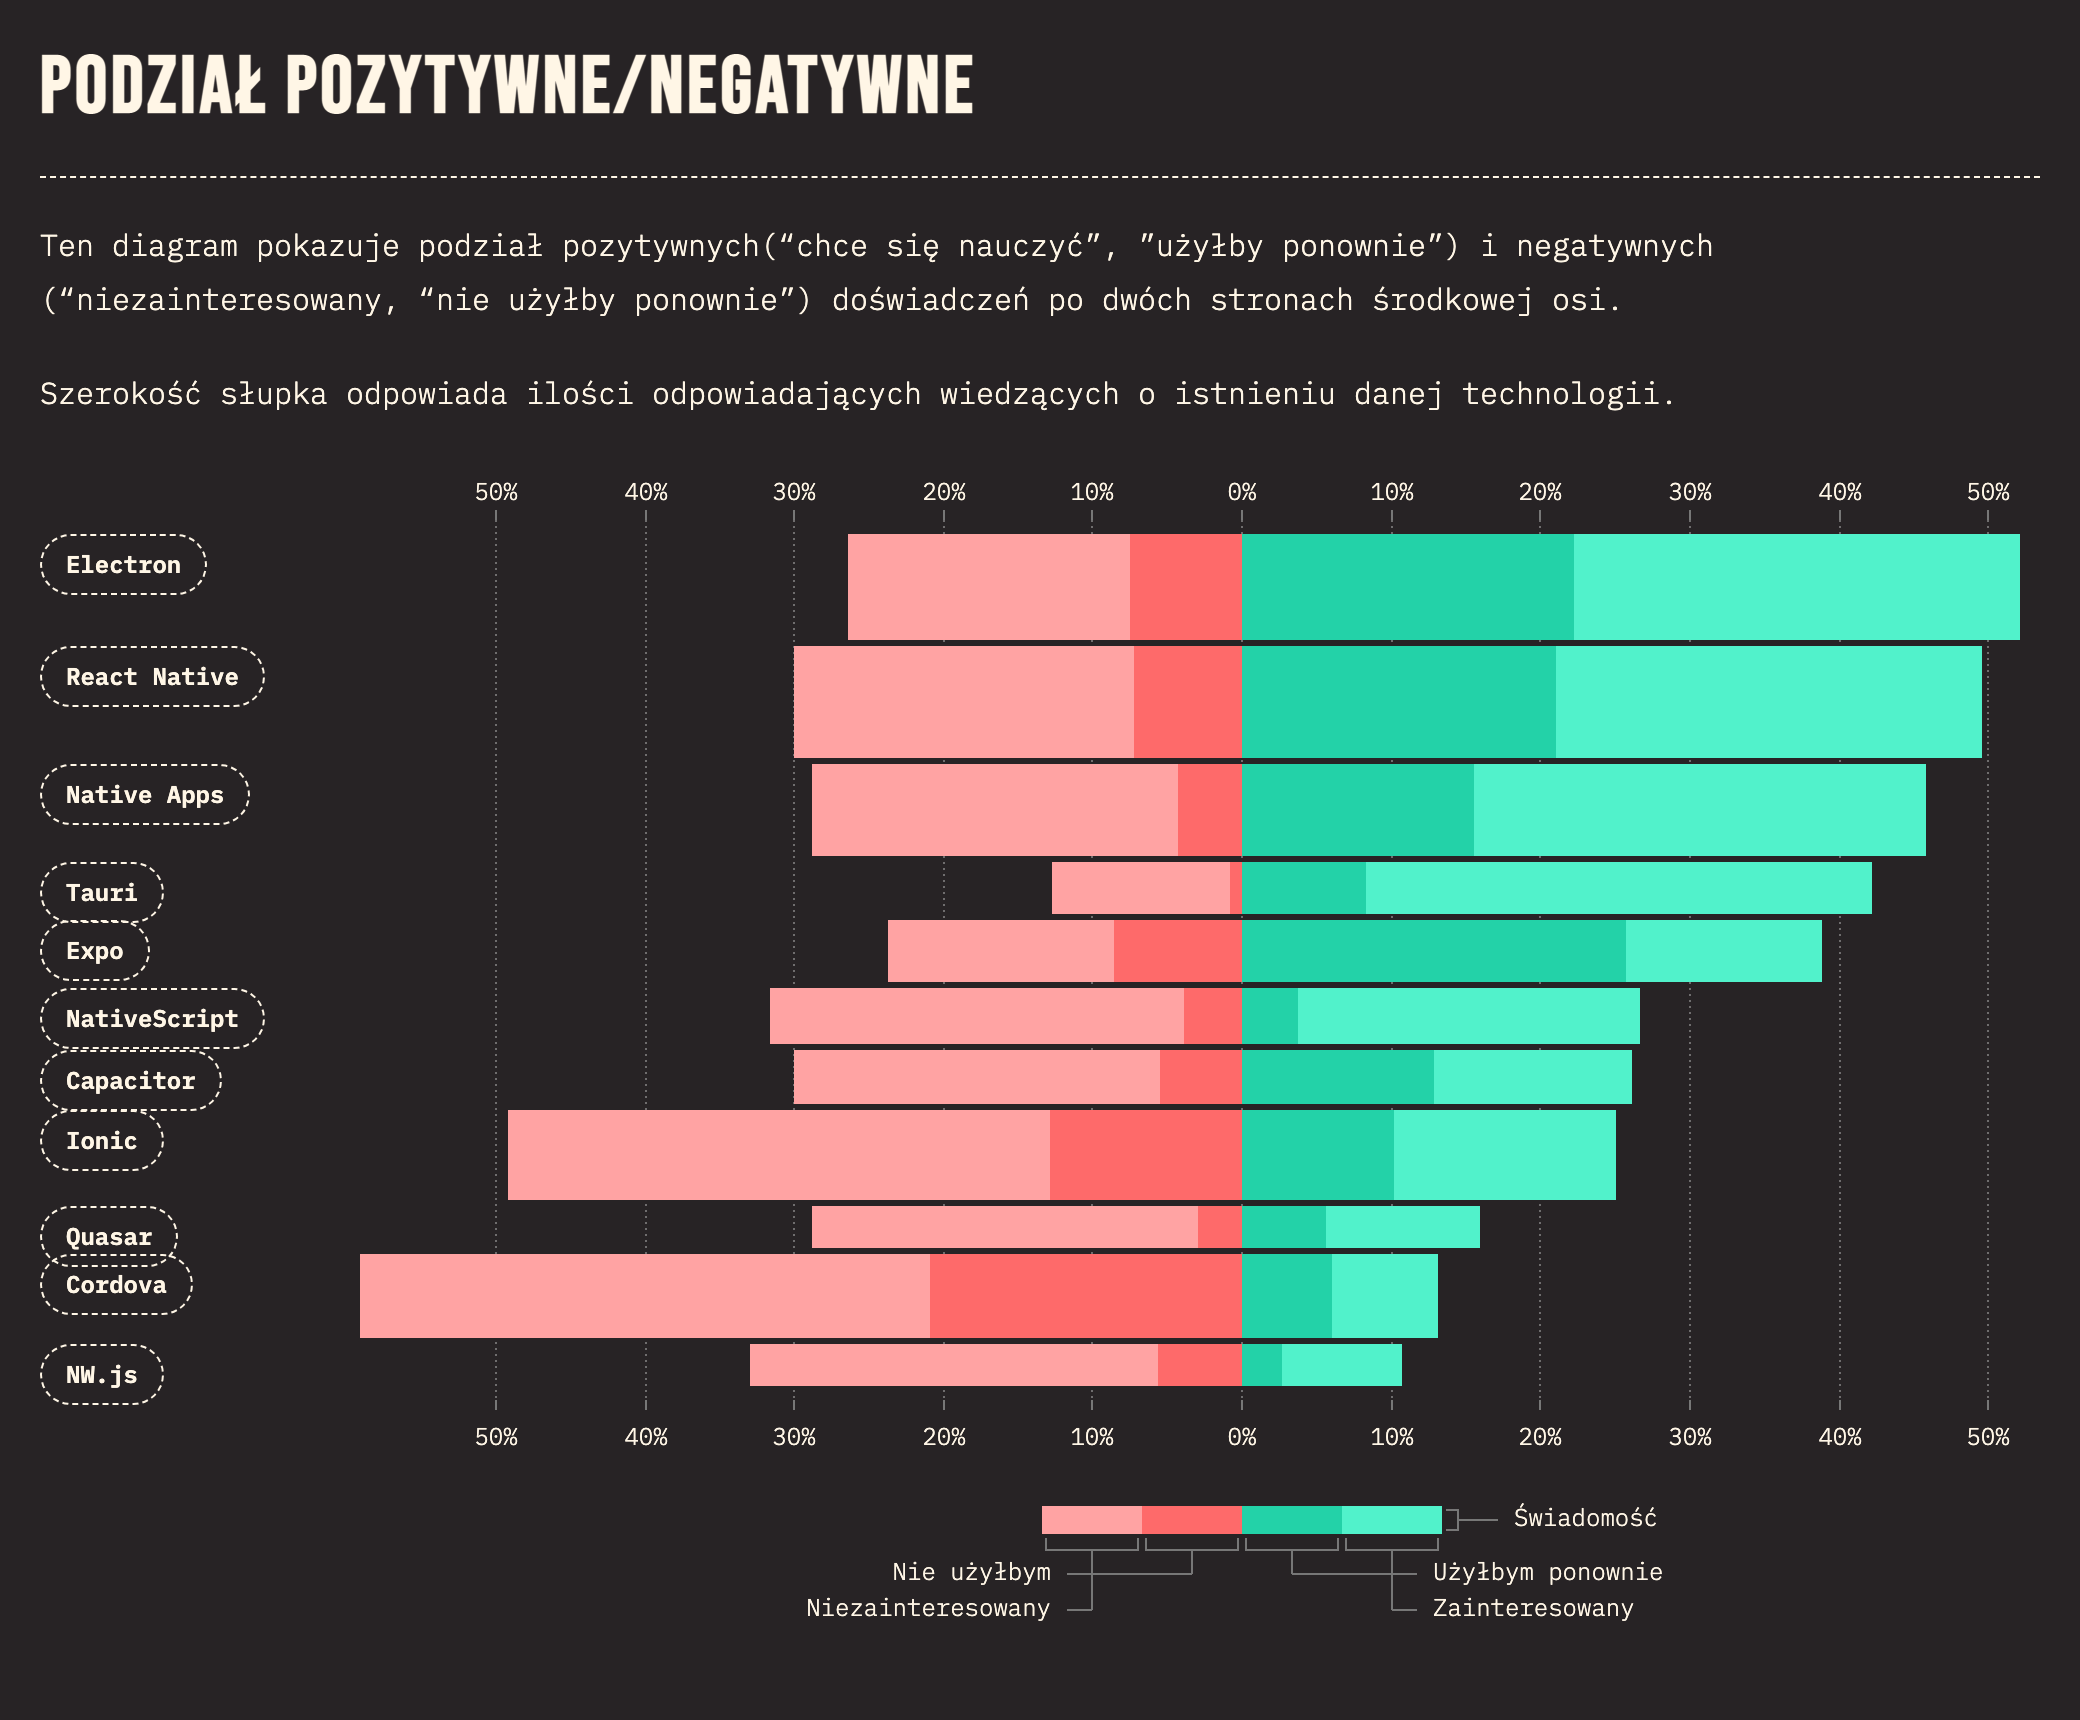 PODZIAŁ POZYTYWNE/NEGATYWNE
Ten diagram pokazuje podział pozytywnych(“chce się nauczyć”, ”użyłby ponownie”) i negatywnych
(“niezainteresowany, “nie użyłby ponownie”) doświadczeń po dwóch stronach środkowej osi.
Szerokość słupka odpowiada ilości odpowiadających wiedzących o istnieniu danej technologii.
50% 40% 30% 20% 10% 0% 10% 20% 30% 40% 50%
Electron
React Native
Native Apps
Tauri
Expo
NativeScript
Capacitor
Ionic
Quasar
Cordova
NW.js
50% 40% 30% 20% 10% 0% 10% 20% 30% 40% 50%
Świadomość
Nie użyłbym Użyłbym ponownie
Niezainteresowany Zainteresowany